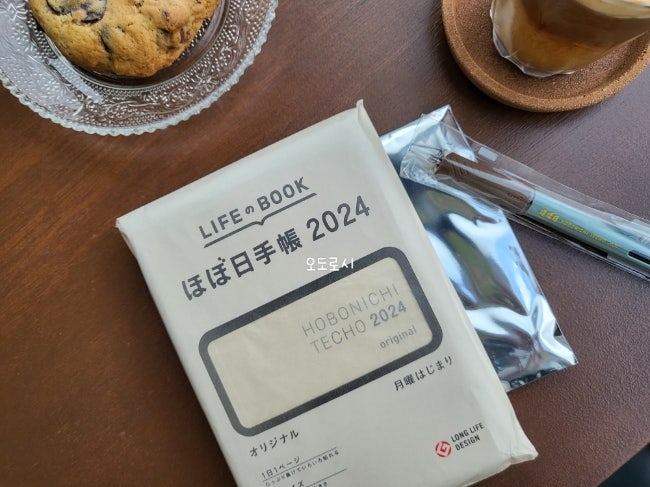 LIFEのBOOK
ほぼ日手帳 2024
오도로시
HOBONICHI
TECHO 2024
original
オリジナル
月曜はじまり
1日1ページ
LONG LIFE
DESIGN